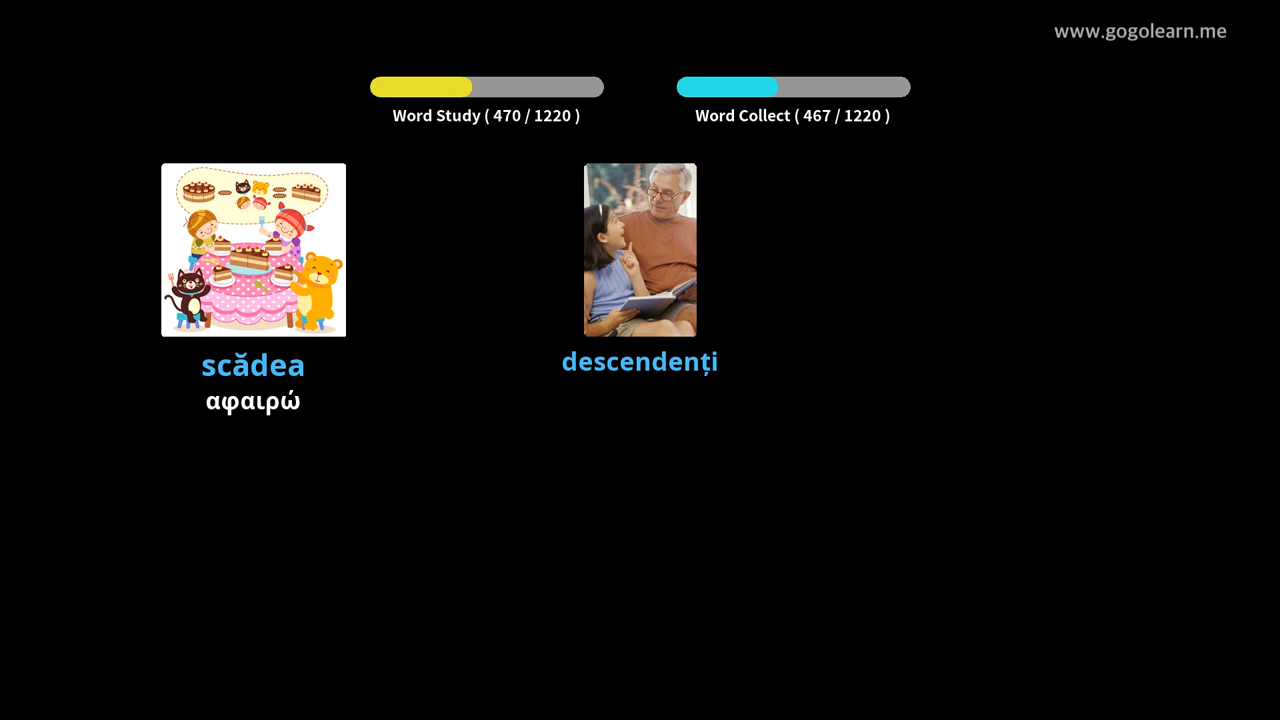 www.gogolearn.me
Word Study ( 470 / 1220 )
Word Collect ( 467 / 1220 )
scădea
αφαιρώ
descendenți